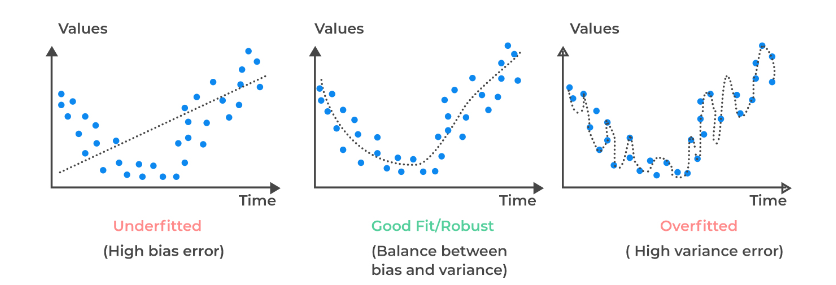 Values
Values
Values
Time
Time
Time
Underfitted
Good Fit/Robust
Overfitted
(High bias error)
(Balance between
bias and variance)
( High variance error)